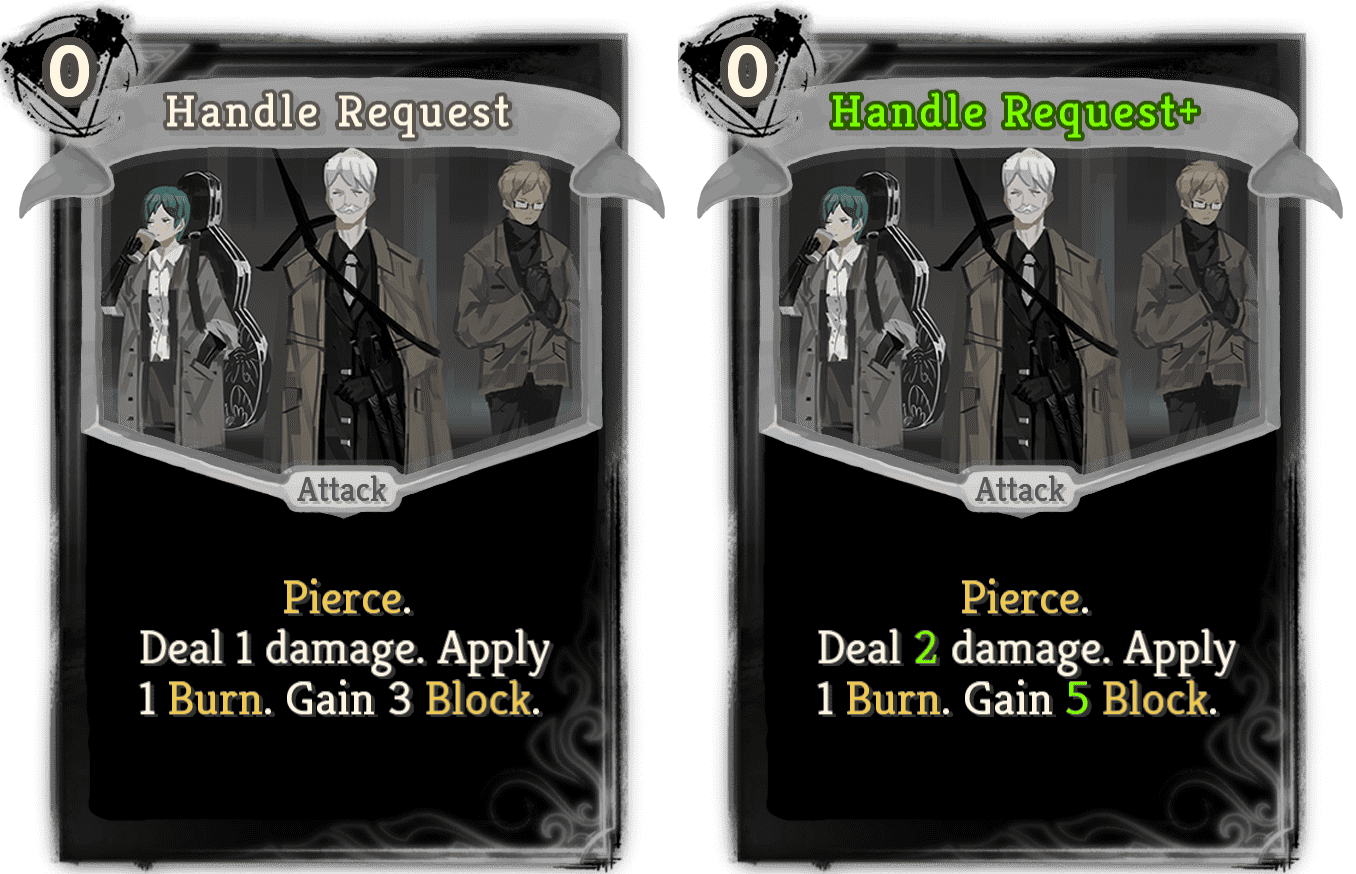 0
Handle Request
Attack
Pierce.
Deal 1 damage. Apply
1 Burn. Gain 3 Block.
0
Handle Request+
Attack
Pierce.
Deal 2 damage. Apply
1 Burn. Gain 5 Block.